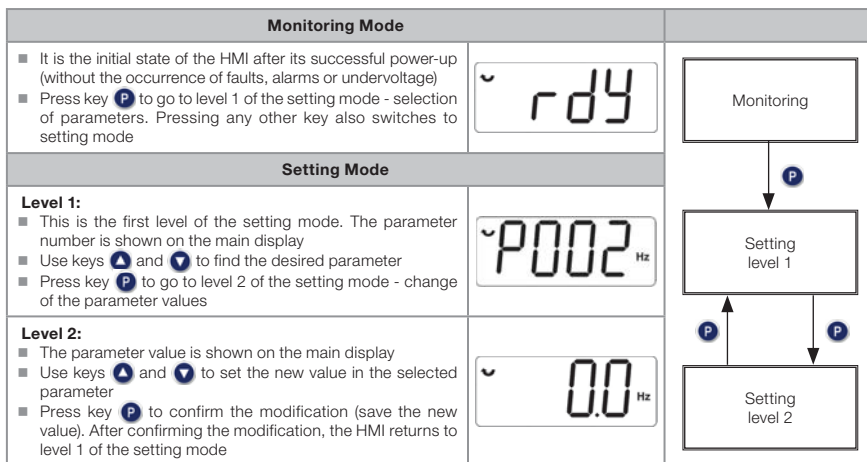 Monitoring Mode
■ It is the initial state of the HMI after its successful power-up
(without the occurrence of faults, alarms or undervoltage)
■ Press key P to go to level 1 of the setting mode - selection
of parameters. Pressing any other key also switches to
setting mode
rdy
Setting Mode
Level 1:
■ This is the first level of the setting mode. The parameter
number is shown on the main display
■ Use keys and to find the desired parameter
■ Press key P to go to level 2 of the setting mode - change
of the parameter values
P002 Hz
Level 2:
■ The parameter value is shown on the main display
■ Use keys and to set the new value in the selected
parameter
■ Press key P to confirm the modification (save the new
value). After confirming the modification, the HMI returns to
level 1 of the setting mode
0.0 Hz
Monitoring
P
Setting
level 1
P P
Setting
level 2